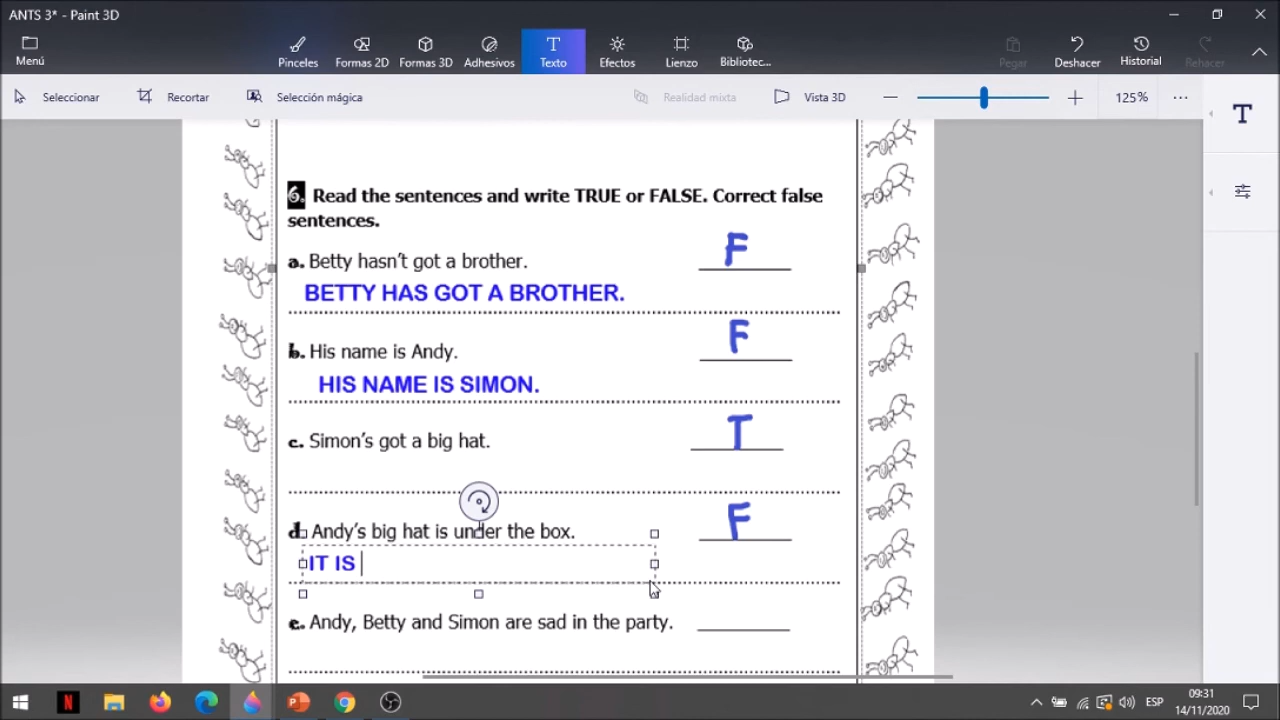 ANTS 3* - Paint 3D
Menú
Pinceles
Formas 2D
Formas 3D
Adhesivos
Texto
Efectos
Lienzo
Bibliotec...
Pegar
Deshacer
Historial
Rehacer
Seleccionar
Recortar
Selección mágica
Realidad mixta
Vista 3D
125%
6. Read the sentences and write TRUE or FALSE. Correct false
sentences.
a. Betty hasn't got a brother. F
BETTY HAS GOT A BROTHER.
b. His name is Andy. F
HIS NAME IS SIMON.
c. Simon's got a big hat. T
d. Andy's big hat is under the box. F
IT IS
e. Andy, Betty and Simon are sad in the party.
ESP
09:31
14/11/2020